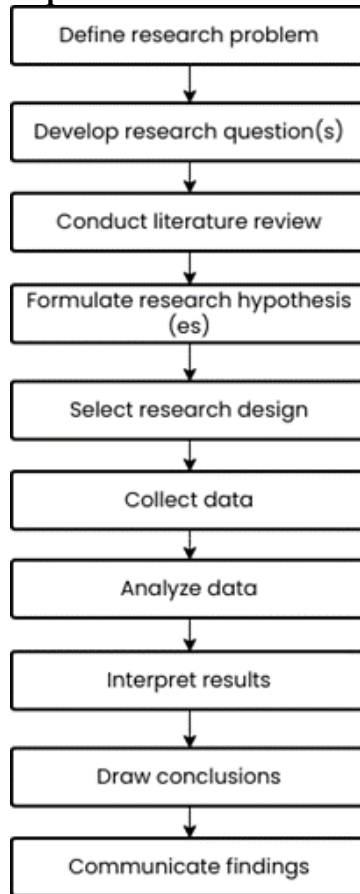 Define research problem
Develop research question(s)
Conduct literature review
Formulate research hypothesis
(es)
Select research design
Collect data
Analyze data
Interpret results
Draw conclusions
Communicate findings